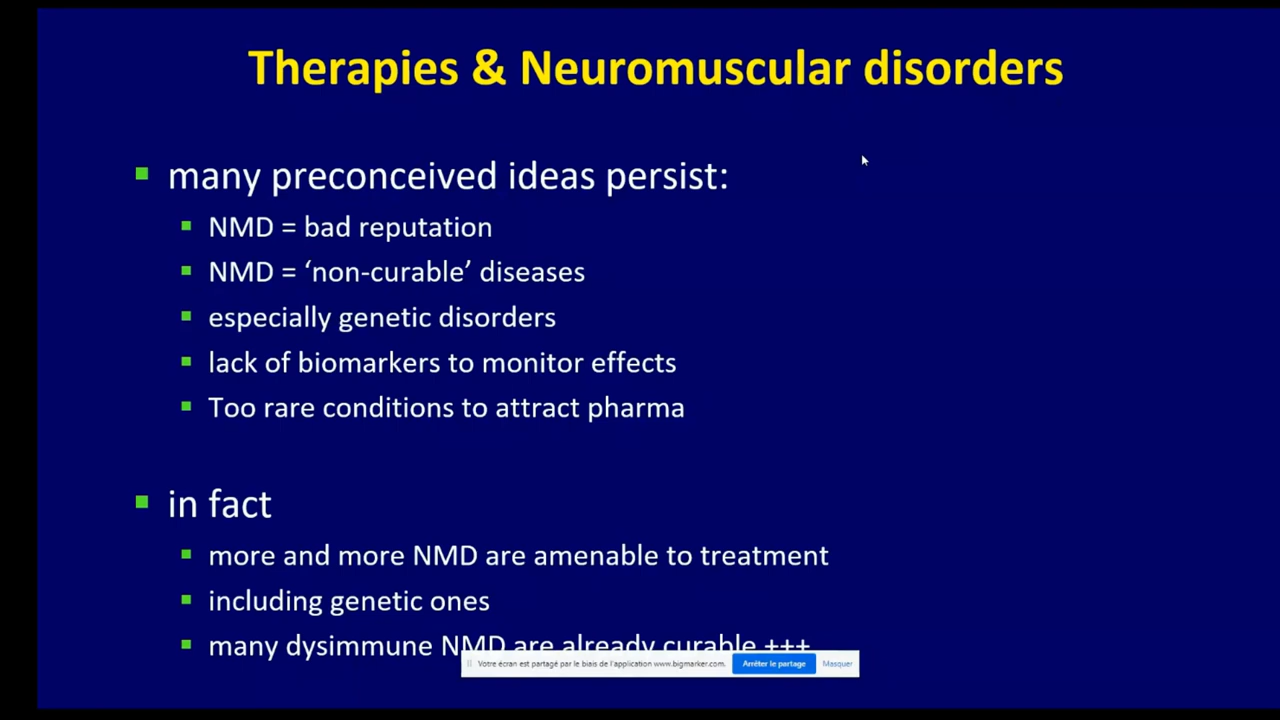 Therapies & Neuromuscular disorders
many preconceived ideas persist:
NMD = bad reputation
NMD = ‘non-curable’ diseases
especially genetic disorders
lack of biomarkers to monitor effects
Too rare conditions to attract pharma
in fact
more and more NMD are amenable to treatment
including genetic ones
many dysimmune NMD are already curable +++
Votre écran est partagé par le biais de l'application www.bigmarker.com. Arrêter le partage Masquer